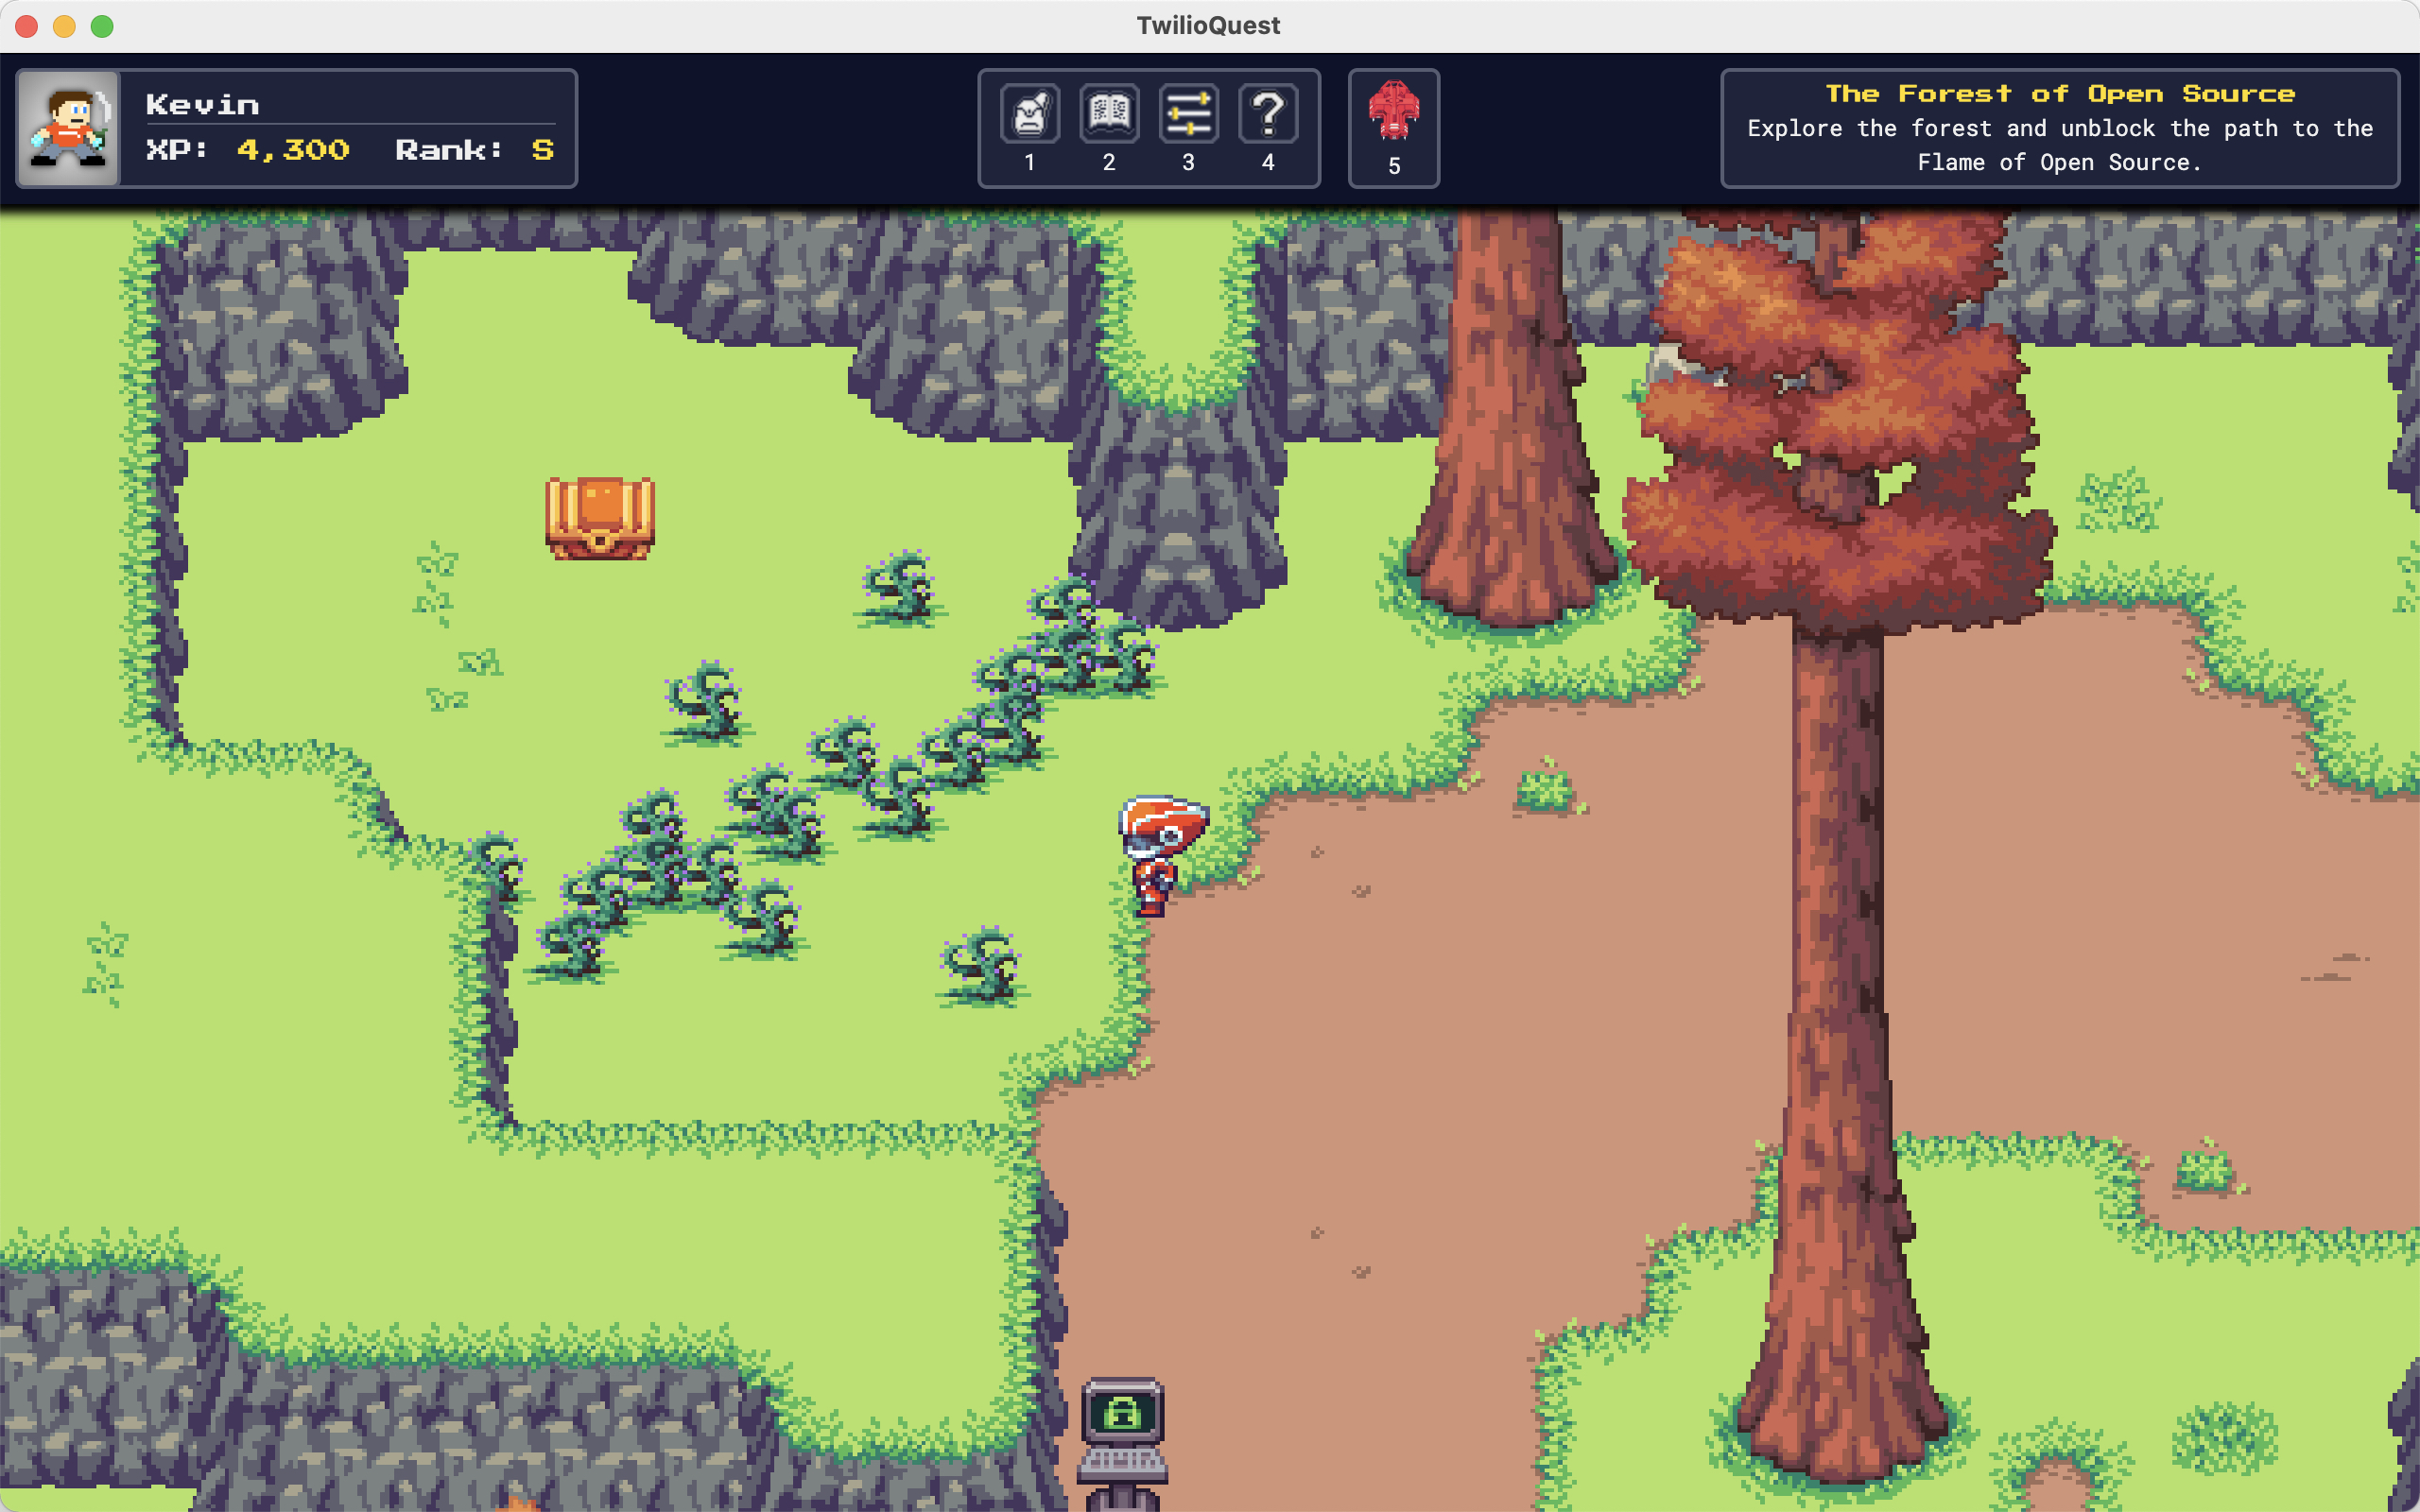 TwilioQuest
Kevin
XP: 4,300 Rank: S
1 2 3 4 5
The Forest of Open Source
Explore the forest and unblock the path to the
Flame of Open Source.